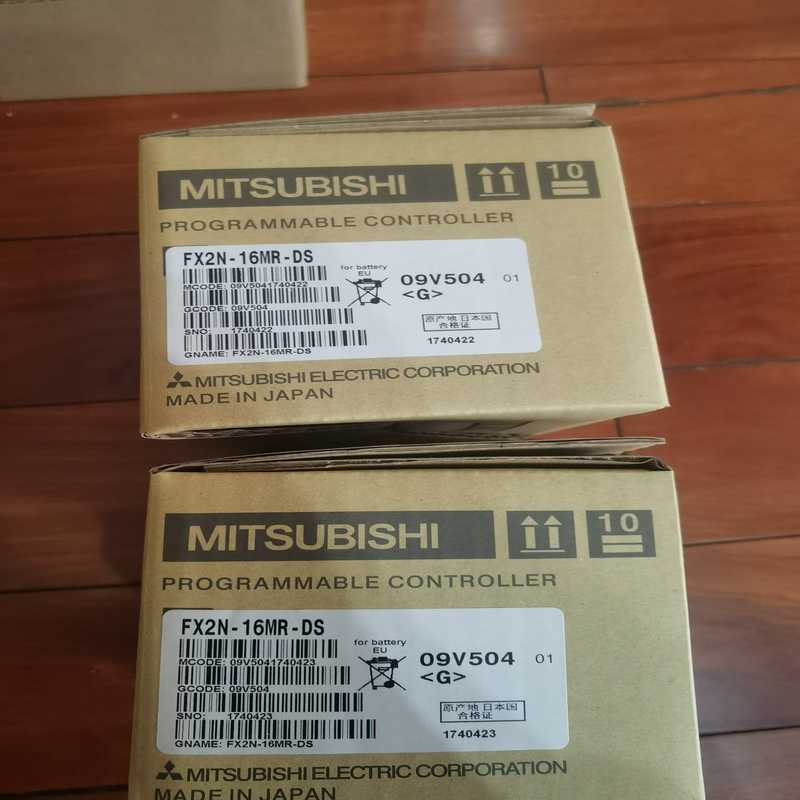 MITSUBISHI
10
PROGRAMMABLE CONTROLLER
FX2N-16MR-DS
MCODE: 09V5041740422
GCODE: 09V504
SNO: 1740422
GNAME: FX2N-16MR-DS
for battery
EU
09V504 01
<G>
原产地 日本国
合格证
1740422
MITSUBISHI ELECTRIC CORPORATION
MADE IN JAPAN
MITSUBISHI
10
PROGRAMMABLE CONTROLLER
FX2N-16MR-DS
MCODE: 09V5041740423
GCODE: 09V504
SNO: 1740423
GNAME: FX2N-16MR-DS
for battery
EU
09V504 01
<G>
原产地 日本国
合格证
1740423
MITSUBISHI ELECTRIC CORPORATION
MADE IN JAPAN